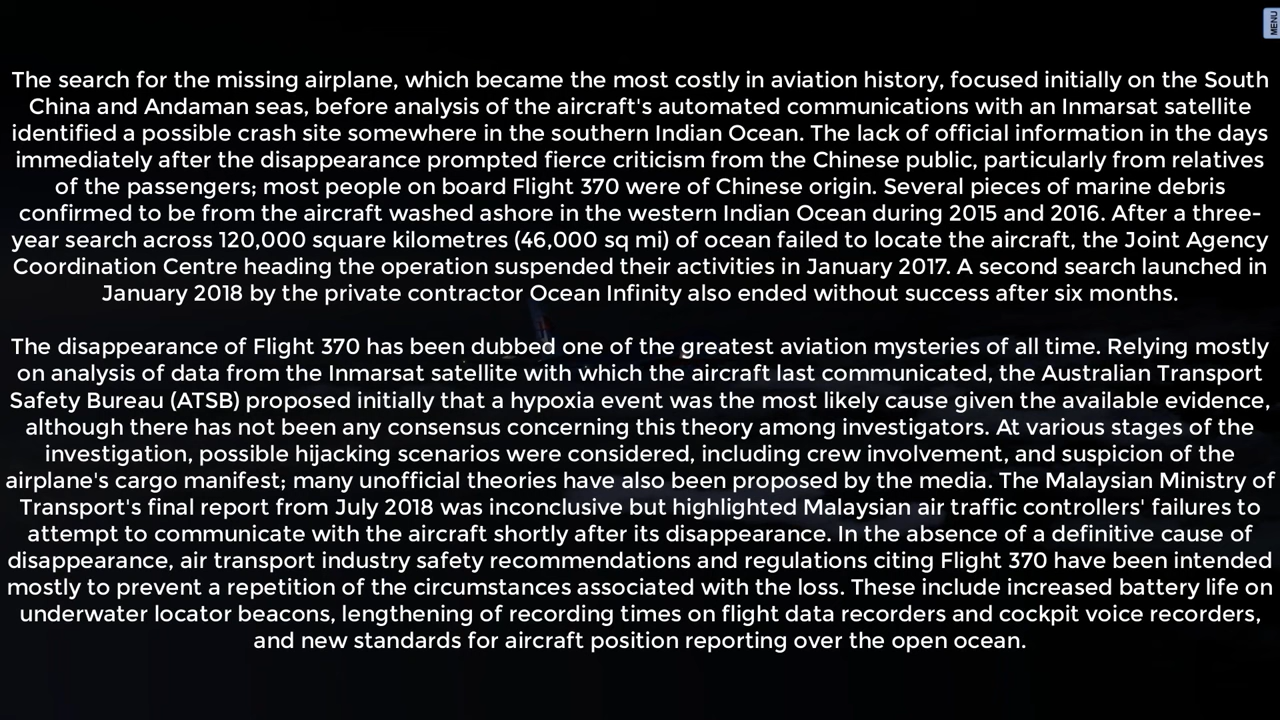 MENU
The search for the missing airplane, which became the most costly in aviation history, focused initially on the South
China and Andaman seas, before analysis of the aircraft's automated communications with an Inmarsat satellite
identified a possible crash site somewhere in the southern Indian Ocean. The lack of official information in the days
immediately after the disappearance prompted fierce criticism from the Chinese public, particularly from relatives
of the passengers; most people on board Flight 370 were of Chinese origin. Several pieces of marine debris
confirmed to be from the aircraft washed ashore in the western Indian Ocean during 2015 and 2016. After a three-
year search across 120,000 square kilometres (46,000 sq mi) of ocean failed to locate the aircraft, the Joint Agency
Coordination Centre heading the operation suspended their activities in January 2017. A second search launched in
January 2018 by the private contractor Ocean Infinity also ended without success after six months.
The disappearance of Flight 370 has been dubbed one of the greatest aviation mysteries of all time. Relying mostly
on analysis of data from the Inmarsat satellite with which the aircraft last communicated, the Australian Transport
Safety Bureau (ATSB) proposed initially that a hypoxia event was the most likely cause given the available evidence,
although there has not been any consensus concerning this theory among investigators. At various stages of the
investigation, possible hijacking scenarios were considered, including crew involvement, and suspicion of the
airplane's cargo manifest; many unofficial theories have also been proposed by the media. The Malaysian Ministry of
Transport's final report from July 2018 was inconclusive but highlighted Malaysian air traffic controllers' failures to
attempt to communicate with the aircraft shortly after its disappearance. In the absence of a definitive cause of
disappearance, air transport industry safety recommendations and regulations citing Flight 370 have been intended
mostly to prevent a repetition of the circumstances associated with the loss. These include increased battery life on
underwater locator beacons, lengthening of recording times on flight data recorders and cockpit voice recorders,
and new standards for aircraft position reporting over the open ocean.